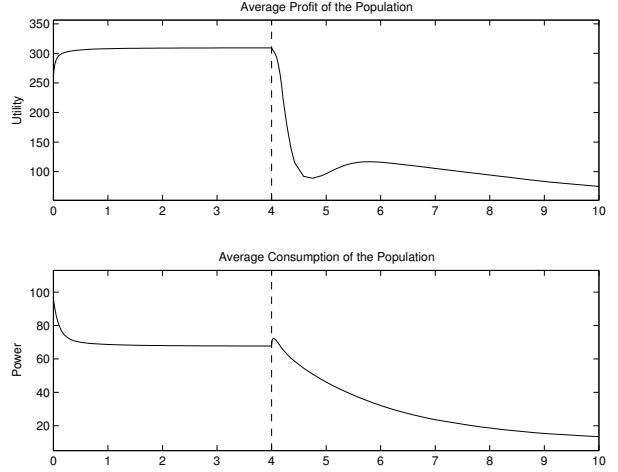 Average Profit of the Population
350
300
250
200
150
100
Utility
0 1 2 3 4 5 6 7 8 9 10
Average Consumption of the Population
100
80
60
40
20
Power
0 1 2 3 4 5 6 7 8 9 10